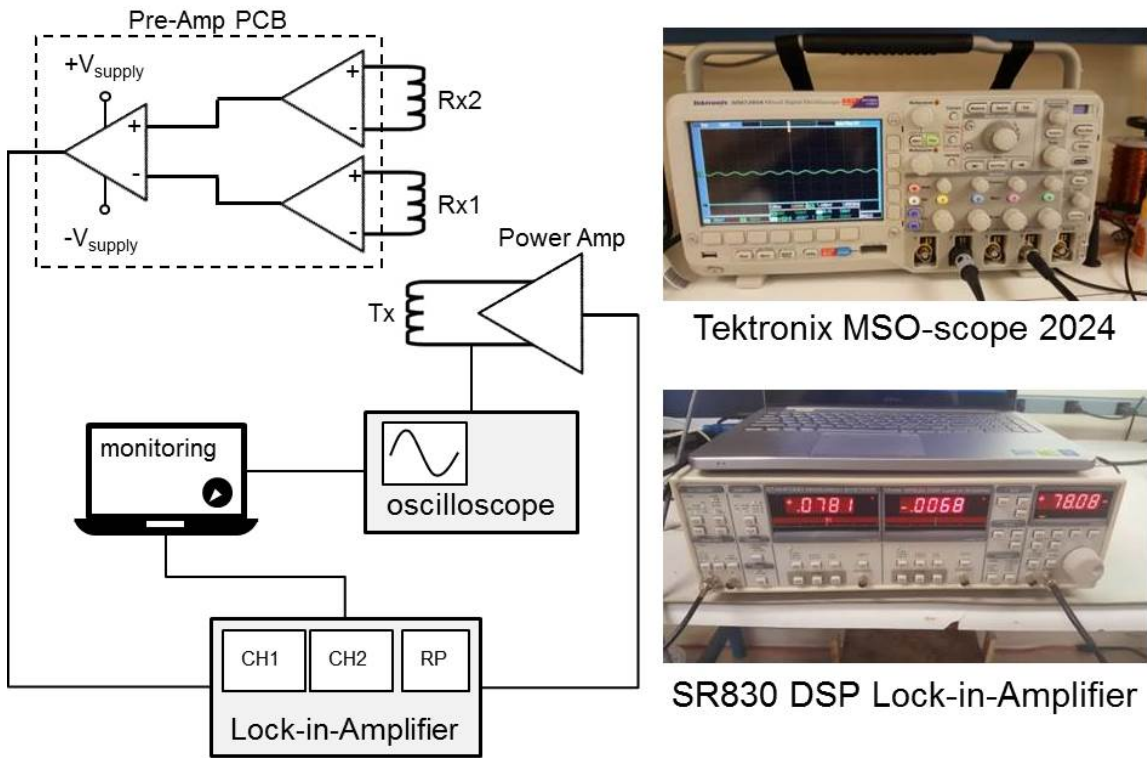 Pre-Amp PCB
+Vsupply
+
-
-Vsupply
+
-
Rx2
+
-
Rx1
Power Amp
Tx
monitoring
oscilloscope
CH1
CH2
RP
Lock-in-Amplifier
Tektronix
Tektronix MSO-scope 2024
.0781
-.0068
78.08
SR830 DSP Lock-in-Amplifier